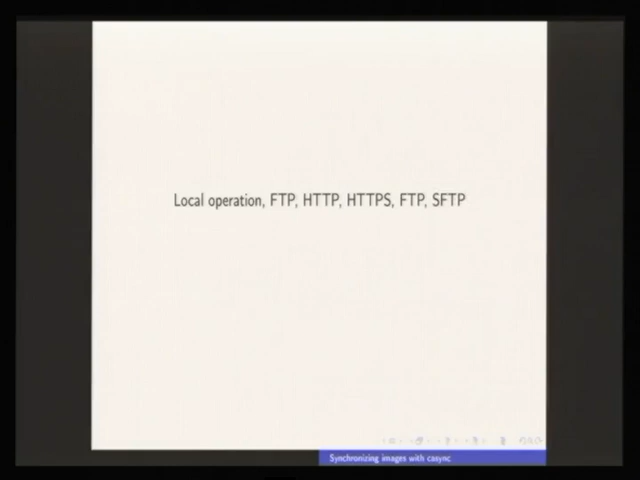 Local operation, FTP, HTTP, HTTPS, FTP, SFTP
Synchronizing images with casync